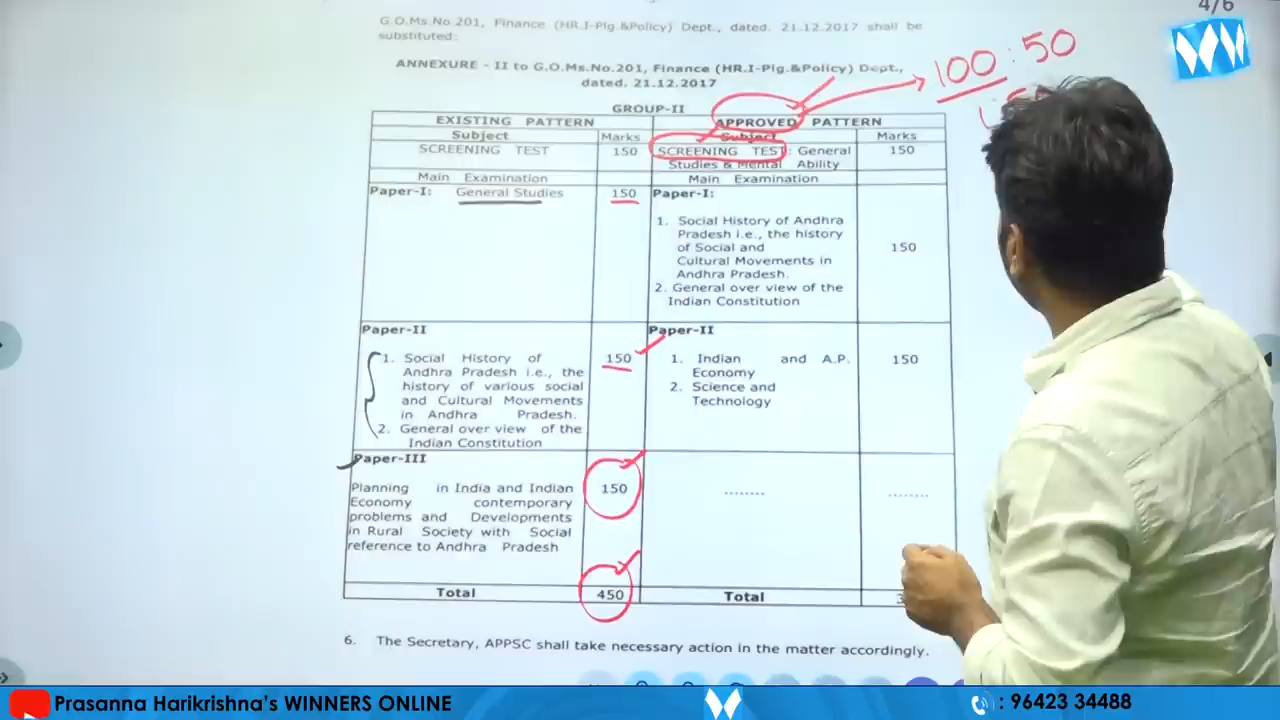 4/6
G.O.Ms.No.201, Finance (HR.I-Plg.&Policy) Dept., dated. 21.12.2017 shall be
substituted:
100:50
ANNEXURE - II to G.O.Ms.No.201, Finance (HR.I-Plg.&Policy) Dept.,
dated. 21.12.2017
GROUP-II
EXISTING PATTERN APPROVED PATTERN
Subject Marks Subject Marks
SCREENING TEST 150 SCREENING TEST: General 150
Studies & Mental Ability
Main Examination Main Examination
Paper-I: General Studies 150 Paper-I:
1. Social History of Andhra
Pradesh i.e., the history
of Social and 150
Cultural Movements in
Andhra Pradesh.
2. General over view of the
Indian Constitution
Paper-II Paper-II
1. Social History of 150 1. Indian and A.P. 150
Andhra Pradesh i.e., the Economy
history of various social 2. Science and
and Cultural Movements Technology
in Andhra Pradesh.
2. General over view of the
Indian Constitution
Paper-III
Planning in India and Indian 150 ........ ........
Economy contemporary
problems and Developments
in Rural Society with Social
reference to Andhra Pradesh
Total 450 Total
6. The Secretary, APPSC shall take necessary action in the matter accordingly.
Prasanna Harikrishna's WINNERS ONLINE : 96423 34488